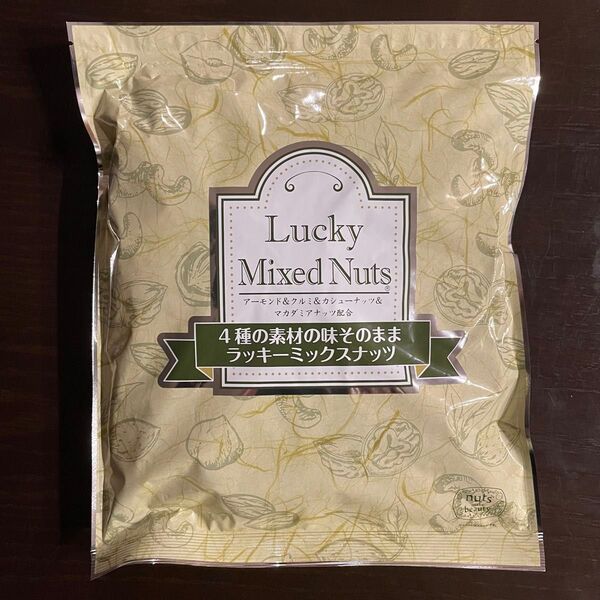 Lucky
Mixed Nuts®
アーモンド&クルミ&カシューナッツ&
マカダミアナッツ配合
4種の素材の味そのまま
ラッキーミックスナッツ
nuts
beauty